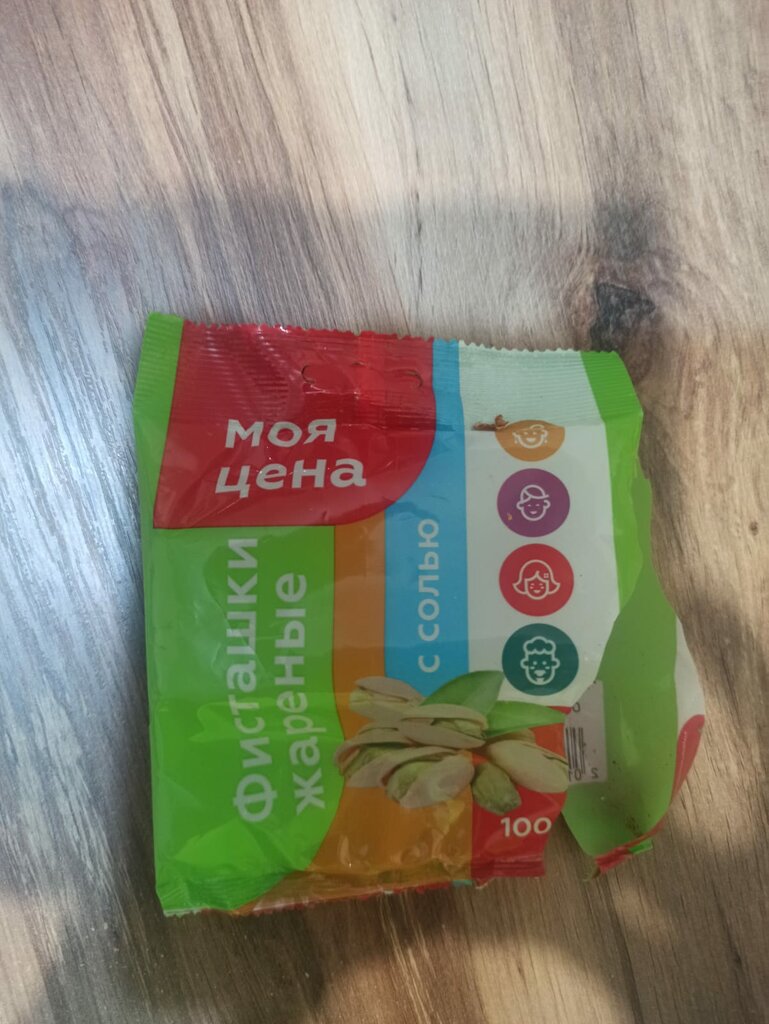 моя
цена
Фисташки
жареные
с солью
100